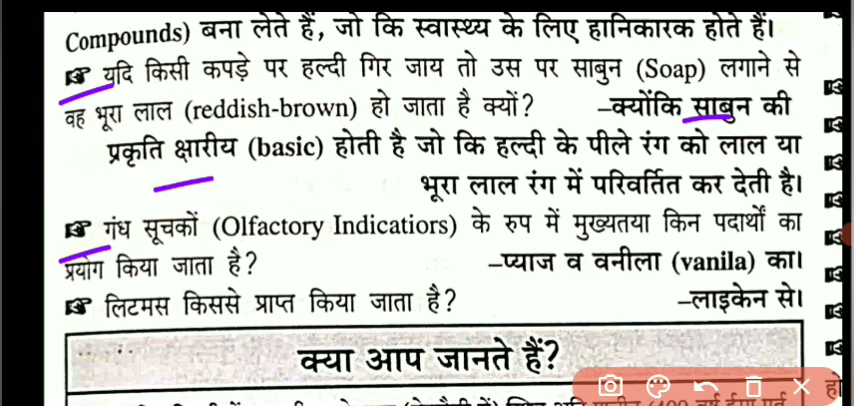 Compounds) बना लेते हैं, जो कि स्वास्थ्य के लिए हानिकारक होते हैं।
यदि किसी कपड़े पर हल्दी गिर जाय तो उस पर साबुन (Soap) लगाने से
वह भूरा लाल (reddish-brown) हो जाता है क्यों? –क्योंकि साबुन की
प्रकृति क्षारीय (basic) होती है जो कि हल्दी के पीले रंग को लाल या
भूरा लाल रंग में परिवर्तित कर देती है।
गंध सूचकों (Olfactory Indicatiors) के रुप में मुख्यतया किन पदार्थों का
प्रयोग किया जाता है? –प्याज व वनीला (vanila) का।
लिटमस किससे प्राप्त किया जाता है? –लाइकेन से।
क्या आप जानते हैं?
हो